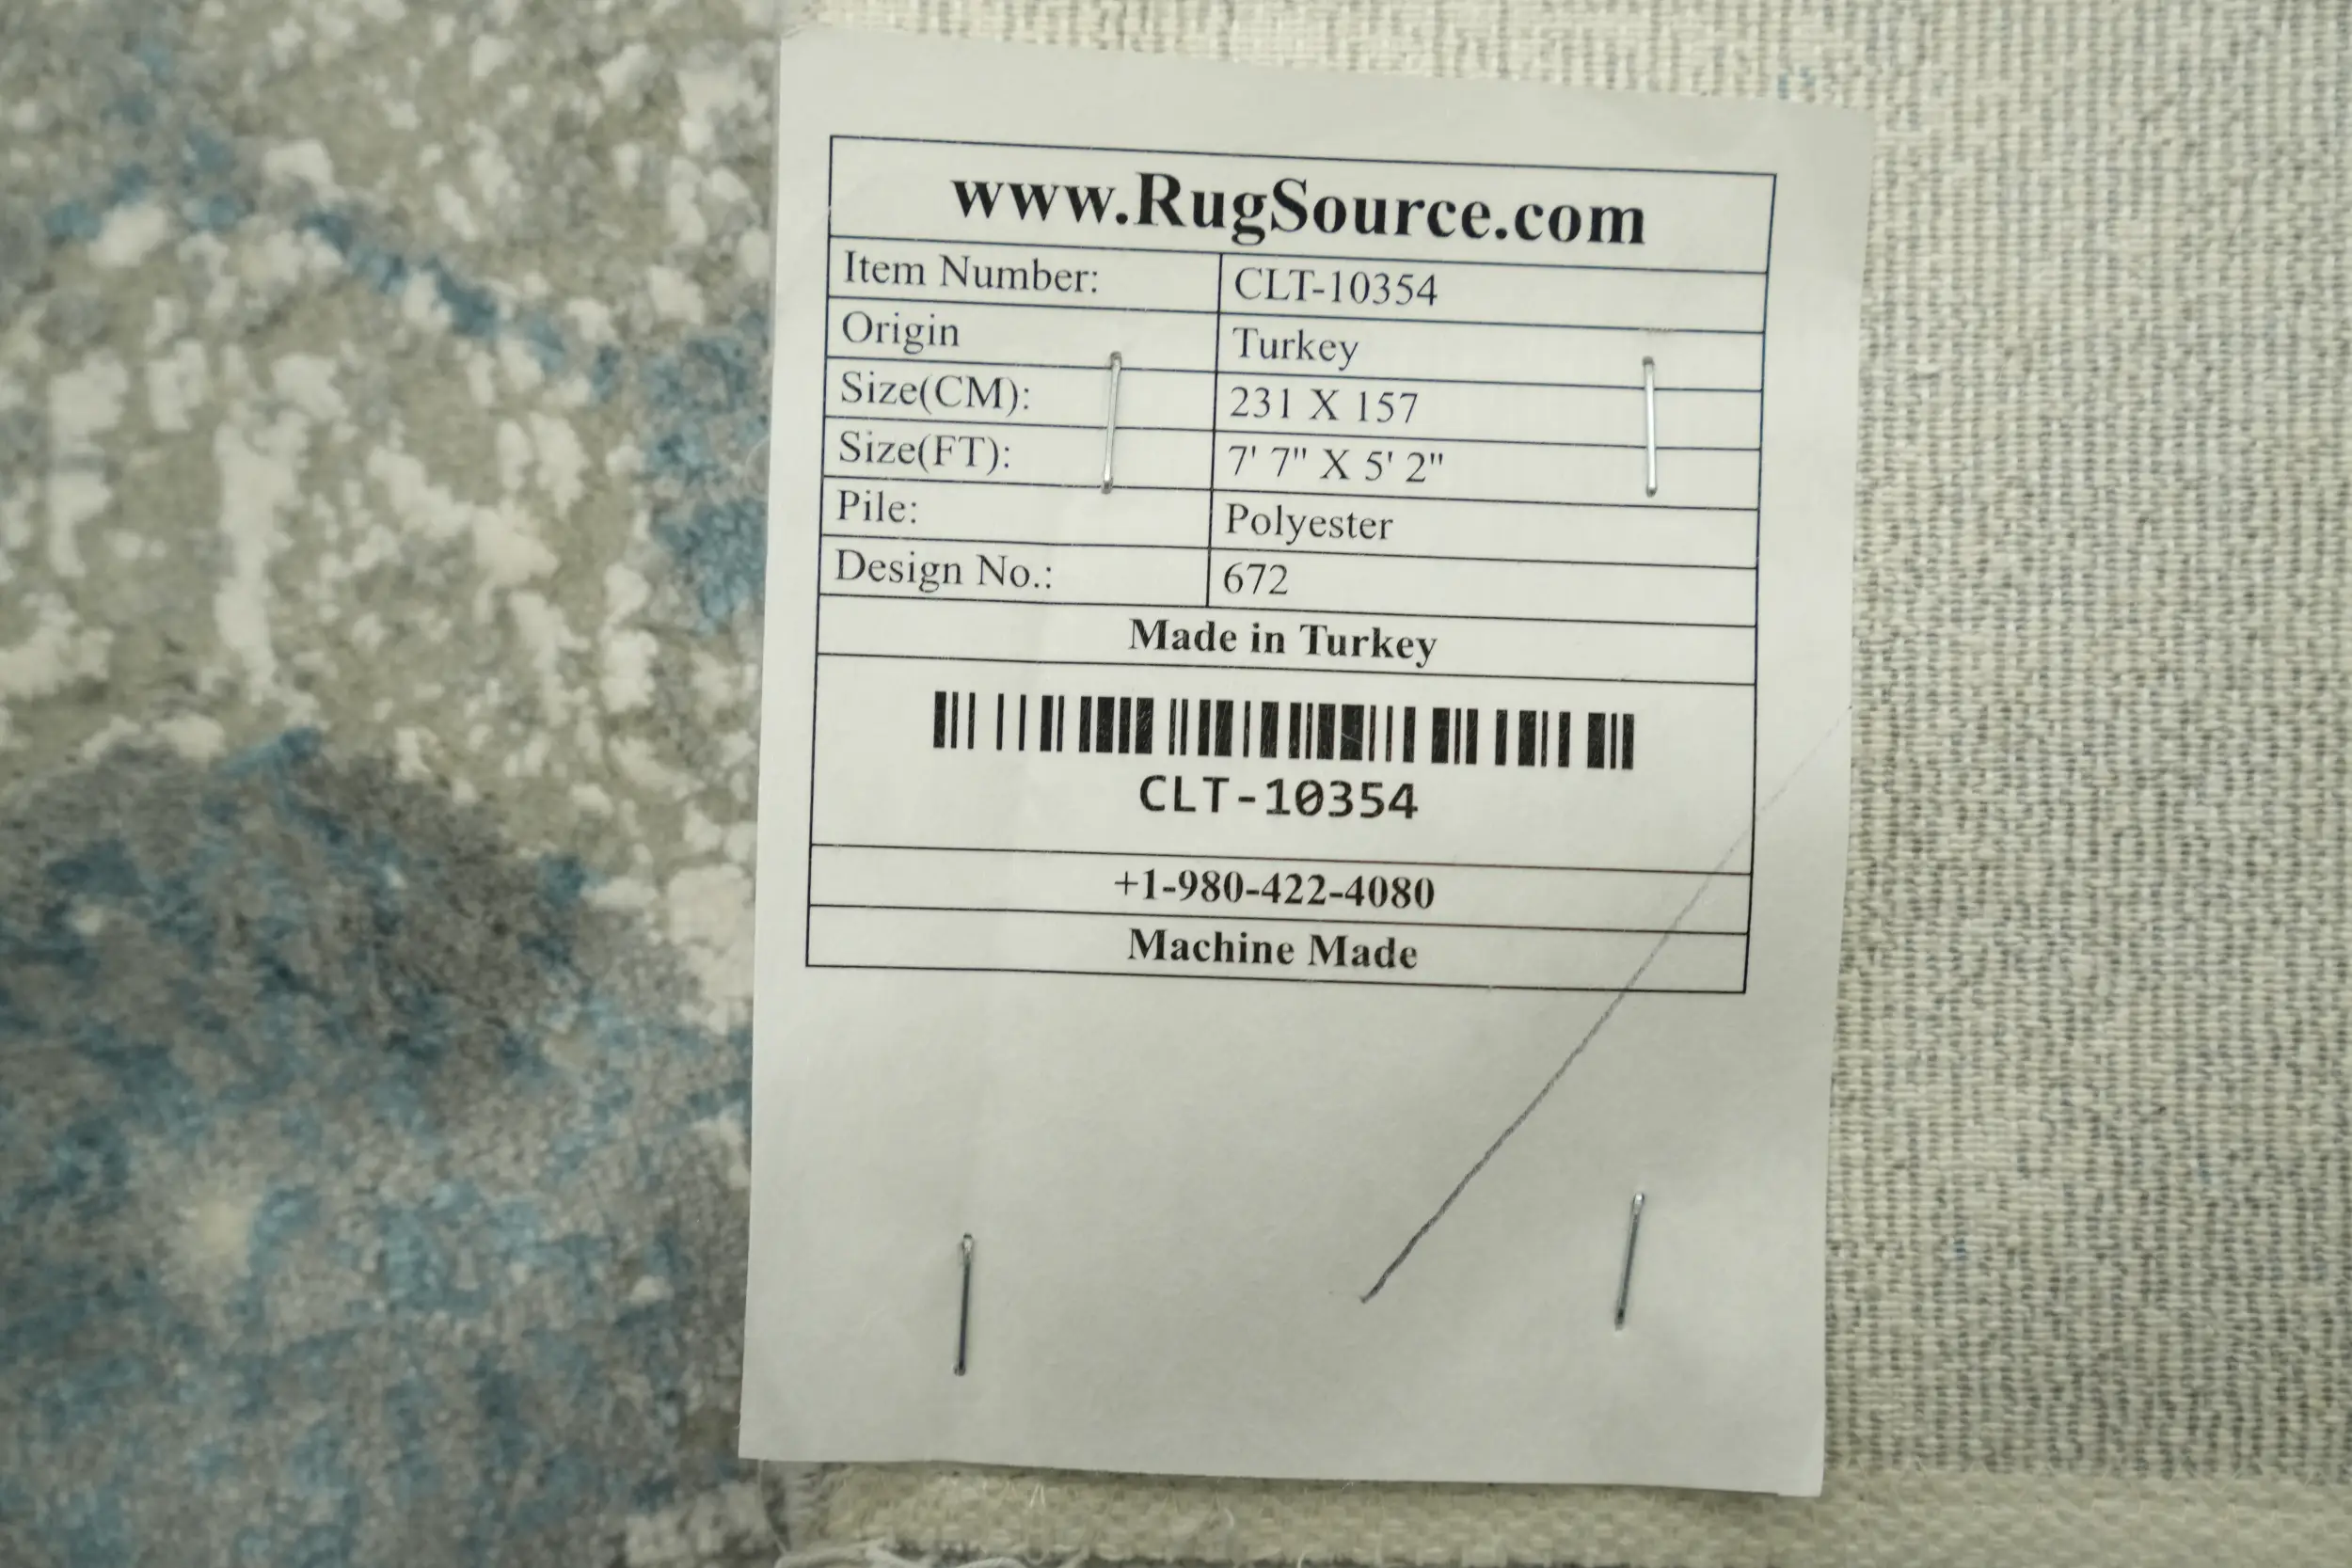 www.RugSource.com
Item Number: CLT-10354
Origin Turkey
Size(CM): 231 X 157
Size(FT): 7' 7" X 5' 2"
Pile: Polyester
Design No.: 672
Made in Turkey
CLT-10354
+1-980-422-4080
Machine Made